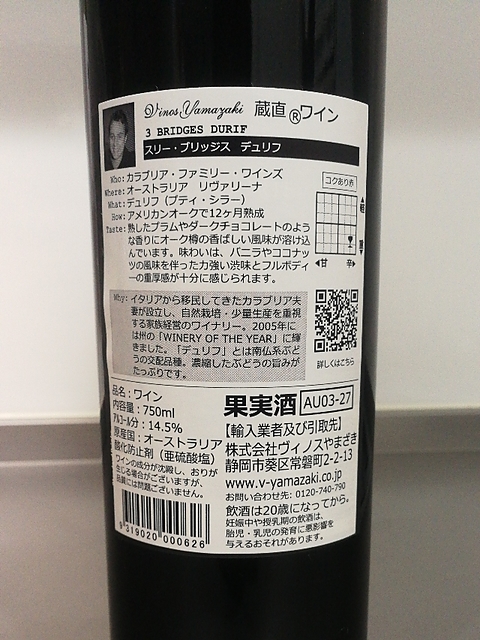 Vinos Yamazaki 蔵直®ワイン
3 BRIDGES DURIF
スリー・ブリッジス デュリフ
Who: カラブリア・ファミリー・ワインズ
Where: オーストラリア リヴァリーナ
What: デュリフ（プティ・シラー）
How: アメリカンオークで12ヶ月熟成
Taste: 熟したプラムやダークチョコレートのよう
な香りにオーク樽の香ばしい風味が溶け込
んでいます。味わいは、バニラやココナッ
ツの風味を伴った力強い渋味とフルボディ
ーの重厚感が十分に感じられます。
コクあり赤
▲軽
重▼
◀甘 辛▶
Why: イタリアから移民してきたカラブリア夫
妻が設立し、自然栽培・少量生産を重視
する家族経営のワイナリー。2005年に
は州の「WINERY OF THE YEAR」に輝
きました。「デュリフ」とは南仏系ぶど
うの交配品種。濃縮したぶどうの旨みが
たっぷりです。
詳しくはこちら
品名：ワイン
内容量：750ml
アルコール分：14.5%
原産国：オーストラリア
酸化防止剤（亜硫酸塩）
ワインの成分が沈殿し、おりが
生じる場合がございますが、
品質には問題ございません。
9 319020 000626
果実酒 AU03-27
【輸入業者及び引取先】
株式会社ヴィノスやまざき
静岡市葵区常磐町2-2-13
www.v-yamazaki.co.jp
お問い合わせ先: 0120-740-790
飲酒は20歳になってから。
妊娠中や授乳期の飲酒は、
胎児・乳児の発育に悪影響を
与えるおそれがあります。